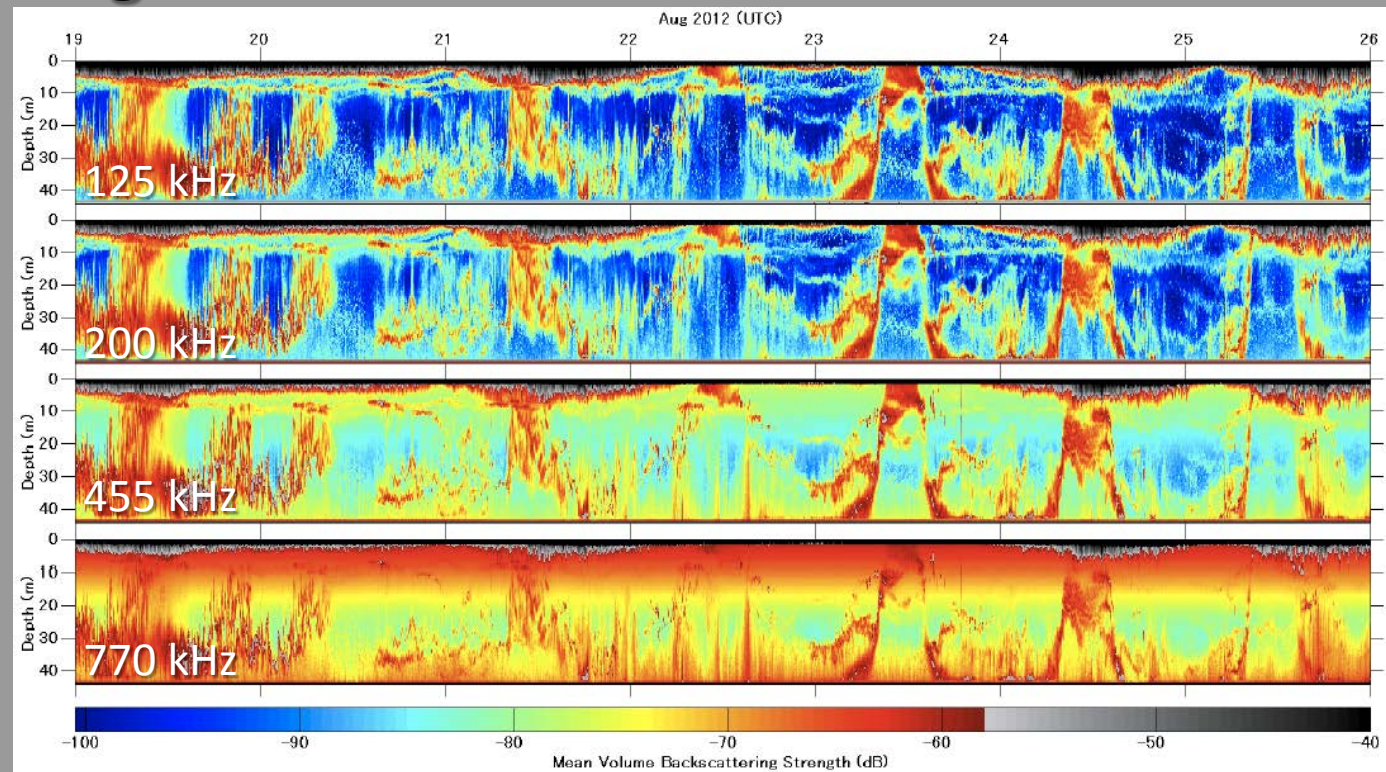 Aug 2012 (UTC)
19 20 21 22 23 24 25 26
0
10
20
30
40
Depth (m)
125 kHz
0
10
20
30
40
Depth (m)
200 kHz
0
10
20
30
40
Depth (m)
455 kHz
0
10
20
30
40
Depth (m)
770 kHz
-100 -90 -80 -70 -60 -50 -40
Mean Volume Backscattering Strength (dB)